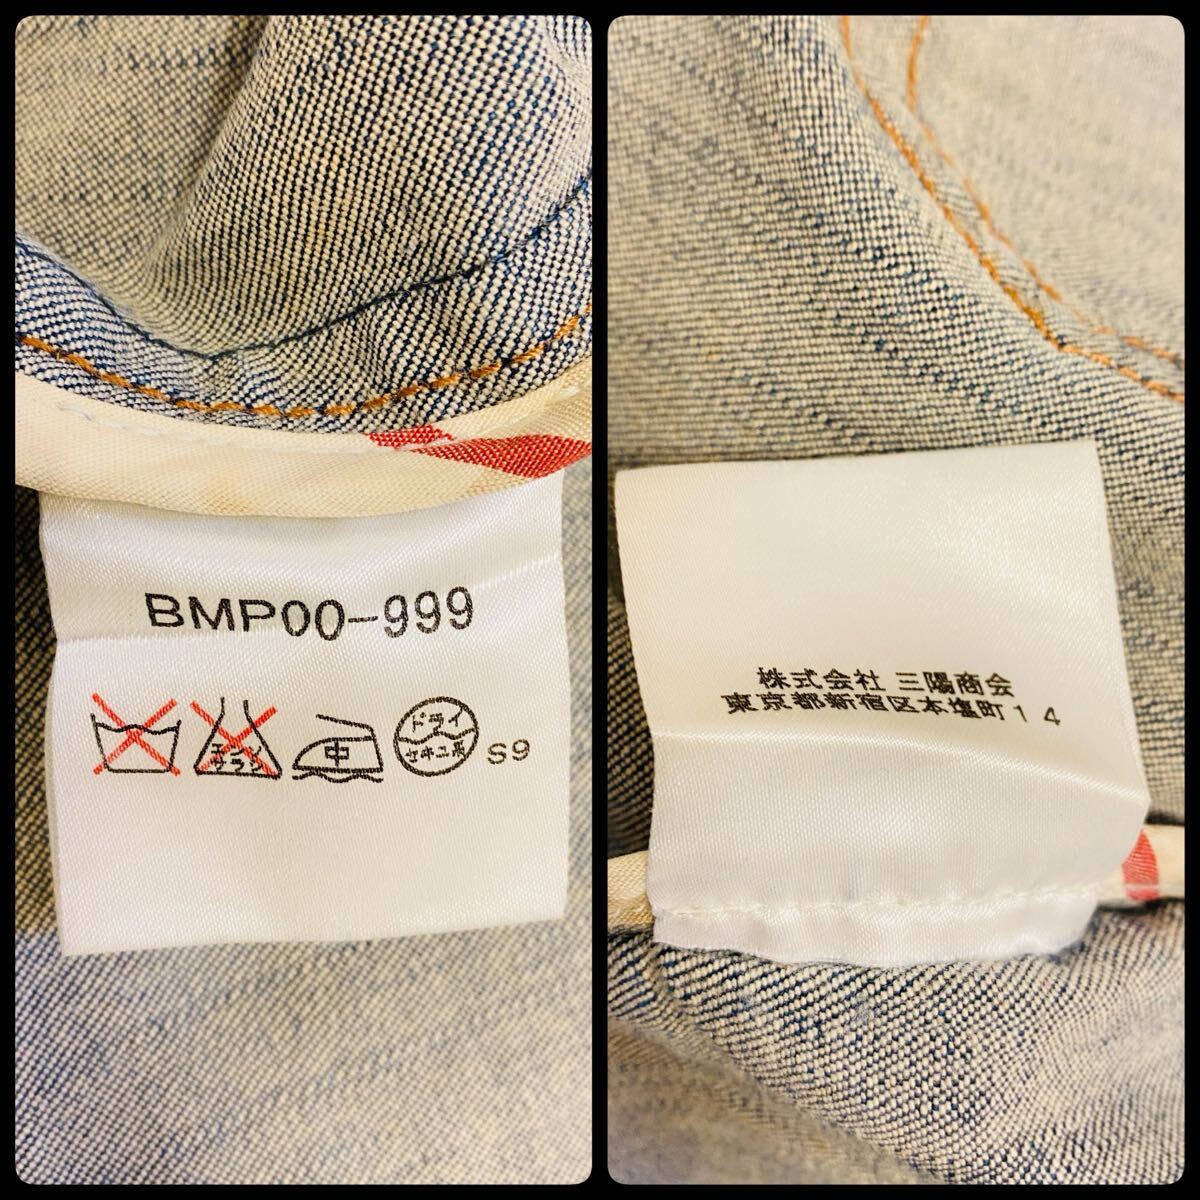 BMP00-999
エンソ
サラシ
中
ドライ
セキユ系
S9
株式会社 三陽商会
東京都新宿区本塩町14